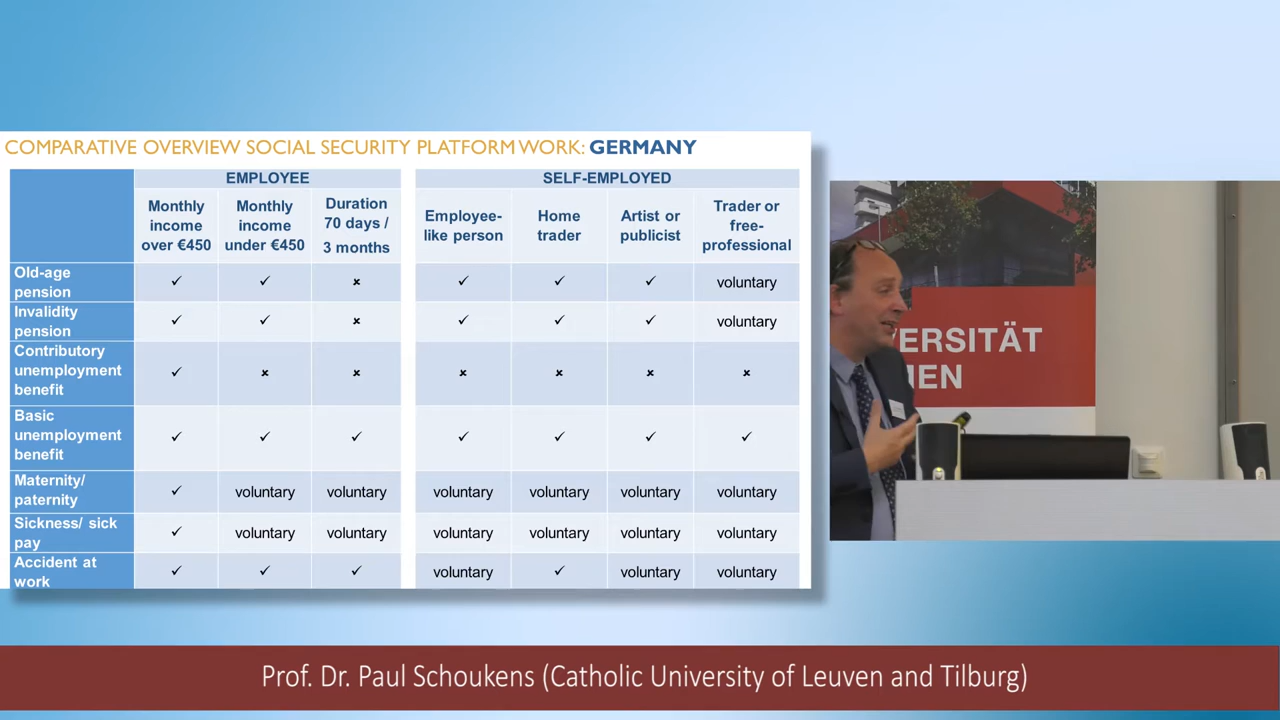 COMPARATIVE OVERVIEW SOCIAL SECURITY PLATFORM WORK: GERMANY
EMPLOYEE
SELF-EMPLOYED
Monthly income over €450
Monthly income under €450
Duration 70 days / 3 months
Employee-like person
Home trader
Artist or publicist
Trader or free-professional
Old-age pension ✓ ✓ × ✓ ✓ ✓ voluntary
Invalidity pension ✓ ✓ × ✓ ✓ ✓ voluntary
Contributory unemployment benefit ✓ × × × × × ×
Basic unemployment benefit ✓ ✓ ✓ ✓ ✓ ✓ ✓
Maternity/ paternity ✓ voluntary voluntary voluntary voluntary voluntary voluntary
Sickness/ sick pay ✓ voluntary voluntary voluntary voluntary voluntary voluntary
Accident at work ✓ ✓ ✓ voluntary ✓ voluntary voluntary
ERSITÄT
MEN
Prof. Dr. Paul Schoukens (Catholic University of Leuven and Tilburg)